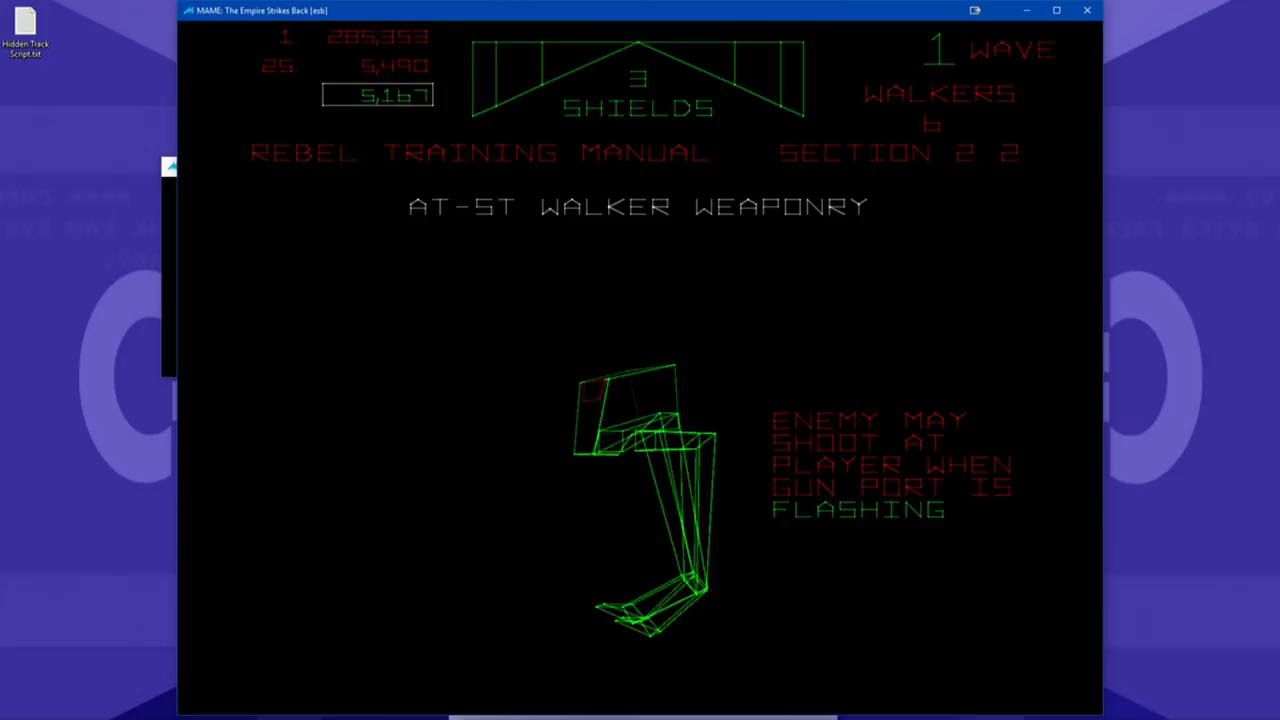 MAME: The Empire Strikes Back [esb]
Hidden Track
Script.txt
1. 285,353
25. 5,490
5,167
3
SHIELDS
1 WAVE
WALKERS
6
REBEL TRAINING MANUAL SECTION 2.2
AT-ST WALKER WEAPONRY
ENEMY MAY
SHOOT AT
PLAYER WHEN
GUN PORT IS
FLASHING